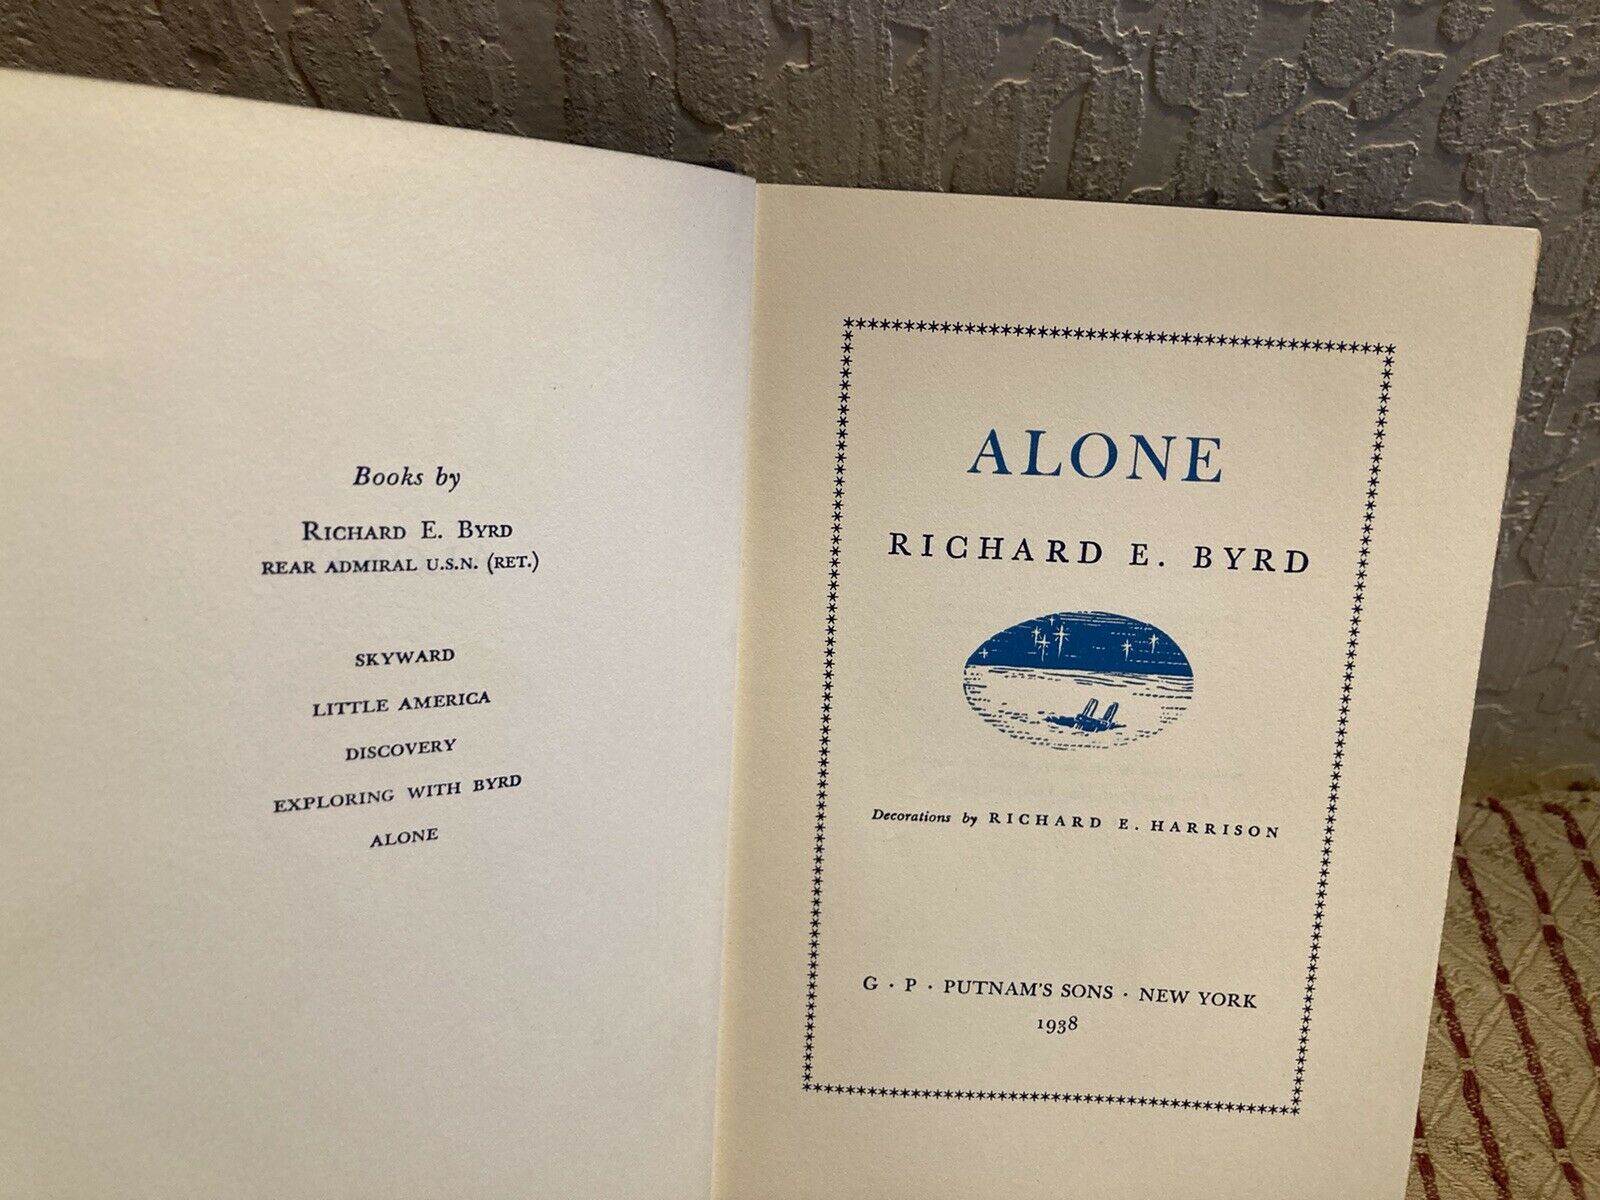 Books by
RICHARD E. BYRD
REAR ADMIRAL U.S.N. (RET.)
SKYWARD
LITTLE AMERICA
DISCOVERY
EXPLORING WITH BYRD
ALONE
ALONE
RICHARD E. BYRD
Decorations by RICHARD E. HARRISON
G · P · PUTNAM'S SONS · NEW YORK
1938